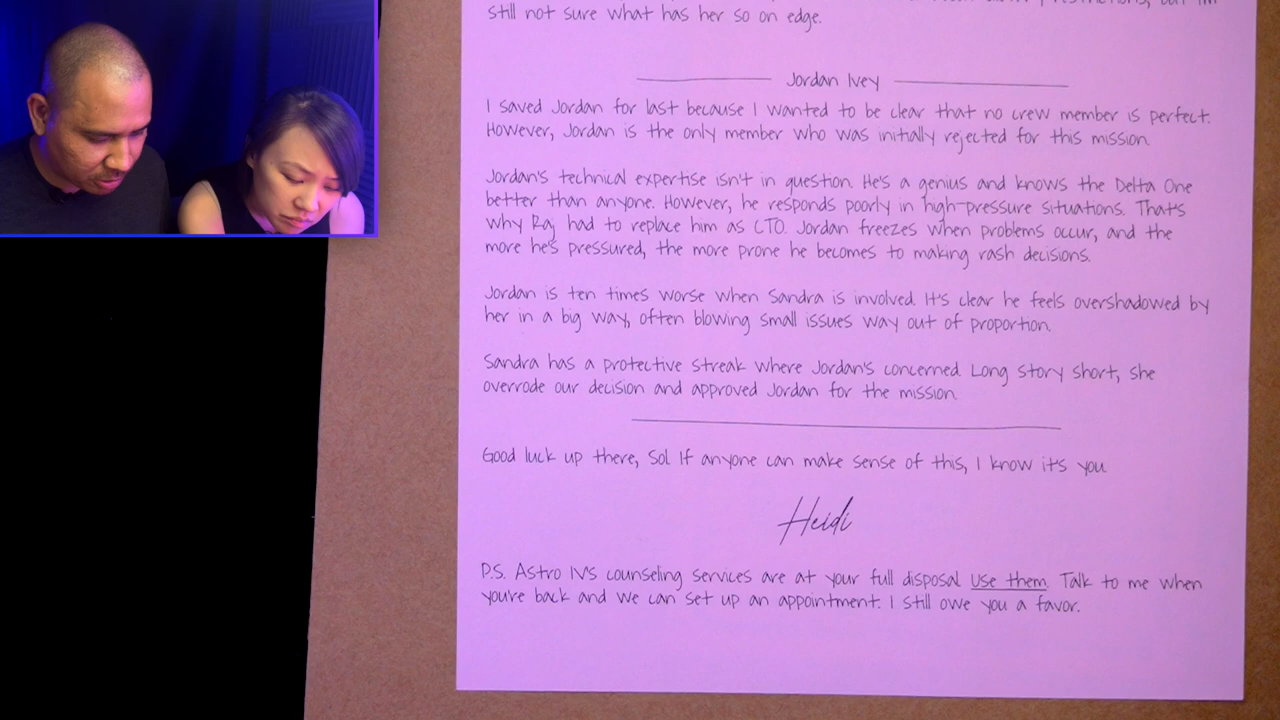 still not sure what has her so on edge.
Jordan Ivey
I saved Jordan for last because I wanted to be clear that no crew member is perfect.
However, Jordan is the only member who was initially rejected for this mission.
Jordan's technical expertise isn't in question. He's a genius and knows the Delta One
better than anyone. However, he responds poorly in high-pressure situations. That's
why Raj had to replace him as CTO. Jordan freezes when problems occur, and the
more he's pressured, the more prone he becomes to making rash decisions.
Jordan is ten times worse when Sandra is involved. It's clear he feels overshadowed by
her in a big way, often blowing small issues way out of proportion.
Sandra has a protective streak where Jordan's concerned. Long story short, she
overrode our decision and approved Jordan for the mission.
Good luck up there, Sol. If anyone can make sense of this, I know it's you
Heidi
P.S. Astro IV's counseling services are at your full disposal. Use them. Talk to me when
you're back and we can set up an appointment. I still owe you a favor.